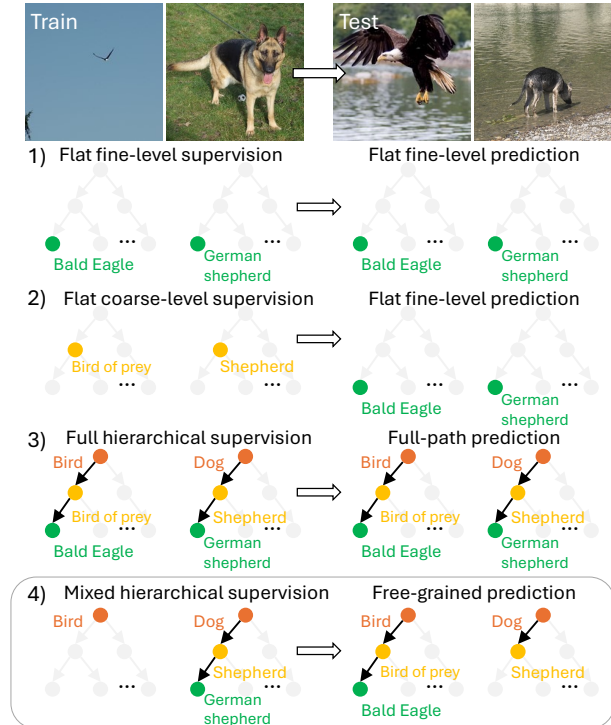 Train
Test
1) Flat fine-level supervision
Flat fine-level prediction
... ... ... ...
Bald Eagle
German
shepherd
Bald Eagle
German
shepherd
2) Flat coarse-level supervision
Flat fine-level prediction
Bird of prey
Shepherd
... ... ... ...
Bald Eagle
German
shepherd
3) Full hierarchical supervision
Full-path prediction
Bird
Dog
Bird
Dog
Bird of prey
Shepherd
Bird of prey
Shepherd
... ... ... ...
Bald Eagle
German
shepherd
Bald Eagle
German
shepherd
4) Mixed hierarchical supervision
Free-grained prediction
Bird
Dog
Bird
Dog
Shepherd
Bird of prey
Shepherd
... ... ... ...
German
shepherd
Bald Eagle